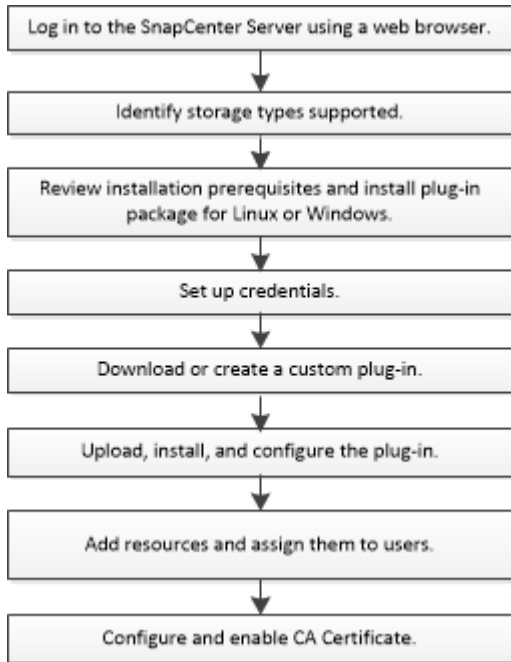 Log in to the SnapCenter Server using a web browser.
Identify storage types supported.
Review installation prerequisites and install plug-in
package for Linux or Windows.
Set up credentials.
Download or create a custom plug-in.
Upload, install, and configure the plug-in.
Add resources and assign them to users.
Configure and enable CA Certificate.